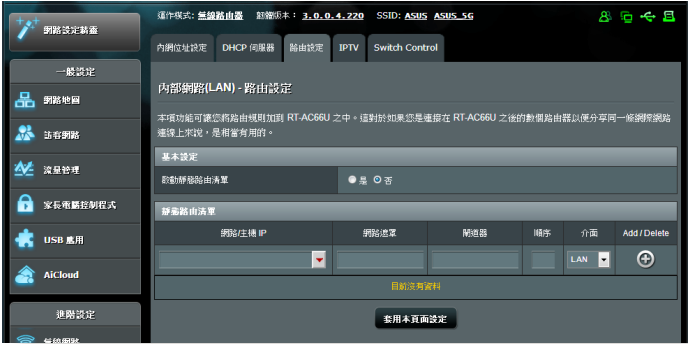 網路設定精靈
運作模式: 無線路由器 韌體版本: 3.0.0.4.220 SSID: ASUS ASUS_5G
內網位址設定 DHCP 伺服器 路由設定 IPTV Switch Control
一般設定
網路地圖
訪客網路
流量管理
家長電腦控制程式
USB 應用
AiCloud
進階設定
無線網路
內部網路(LAN) - 路由設定
本項功能可讓您將路由規則加到 RT-AC66U 之中。這對於如果您是連接在 RT-AC66U 之後的數個路由器以便分享同一條網際網路
連線上來說，是相當有用的。
基本設定
啟動靜態路由清單 是 否
靜態路由清單
網路/主機 IP 網路遮罩 閘道器 順序 介面 Add / Delete
LAN
目前沒有資料
套用本頁面設定